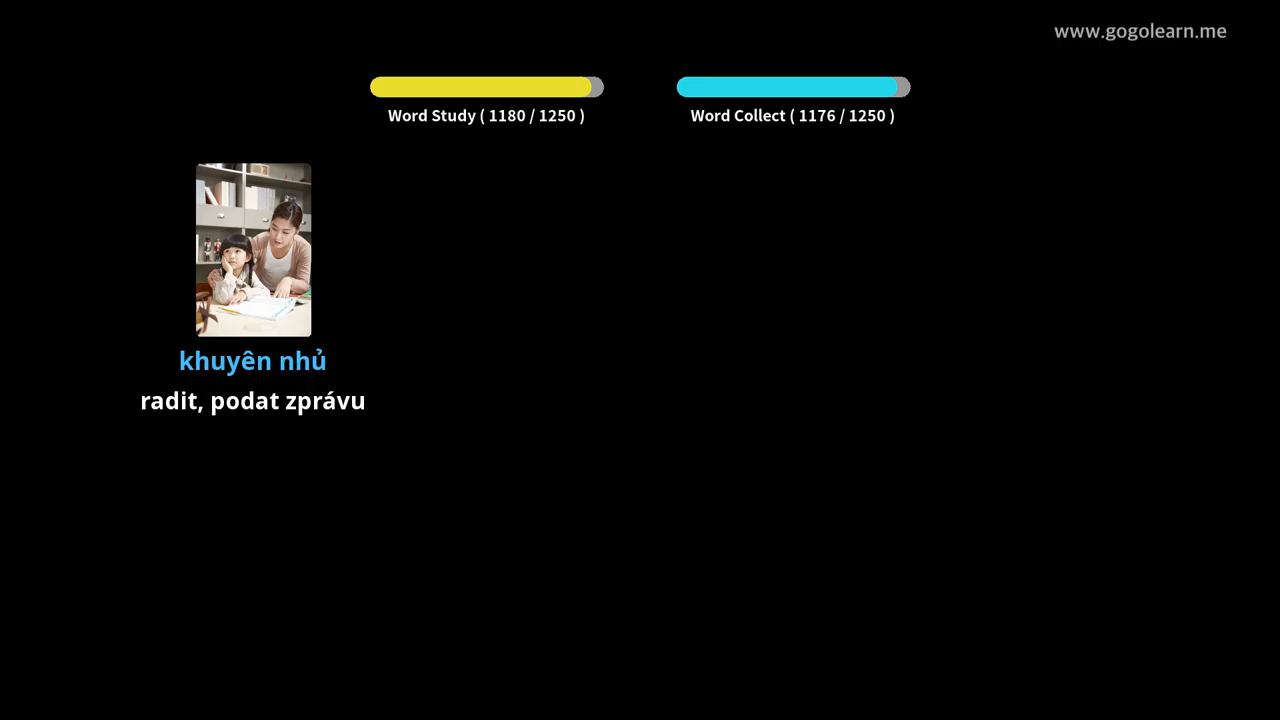 www.gogolearn.me
Word Study ( 1180 / 1250 )
Word Collect ( 1176 / 1250 )
khuyên nhủ
radit, podat zprávu